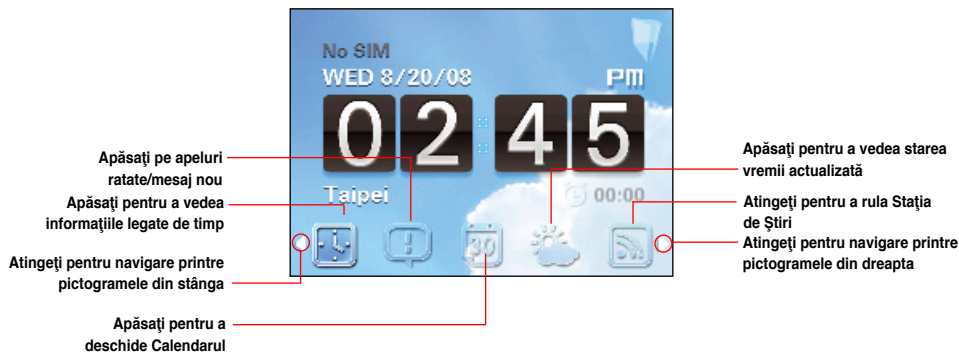 No SIM
WED 8/20/08
PM
02:45
Taipei
00:00
30
Apăsaţi pe apeluri
ratate/mesaj nou
Apăsaţi pentru a vedea
informaţiile legate de timp
Atingeţi pentru navigare printre
pictogramele din stânga
Apăsaţi pentru a
deschide Calendarul
Apăsaţi pentru a vedea starea
vremii actualizată
Atingeţi pentru a rula Staţia
de Ştiri
Atingeţi pentru navigare printre
pictogramele din dreapta